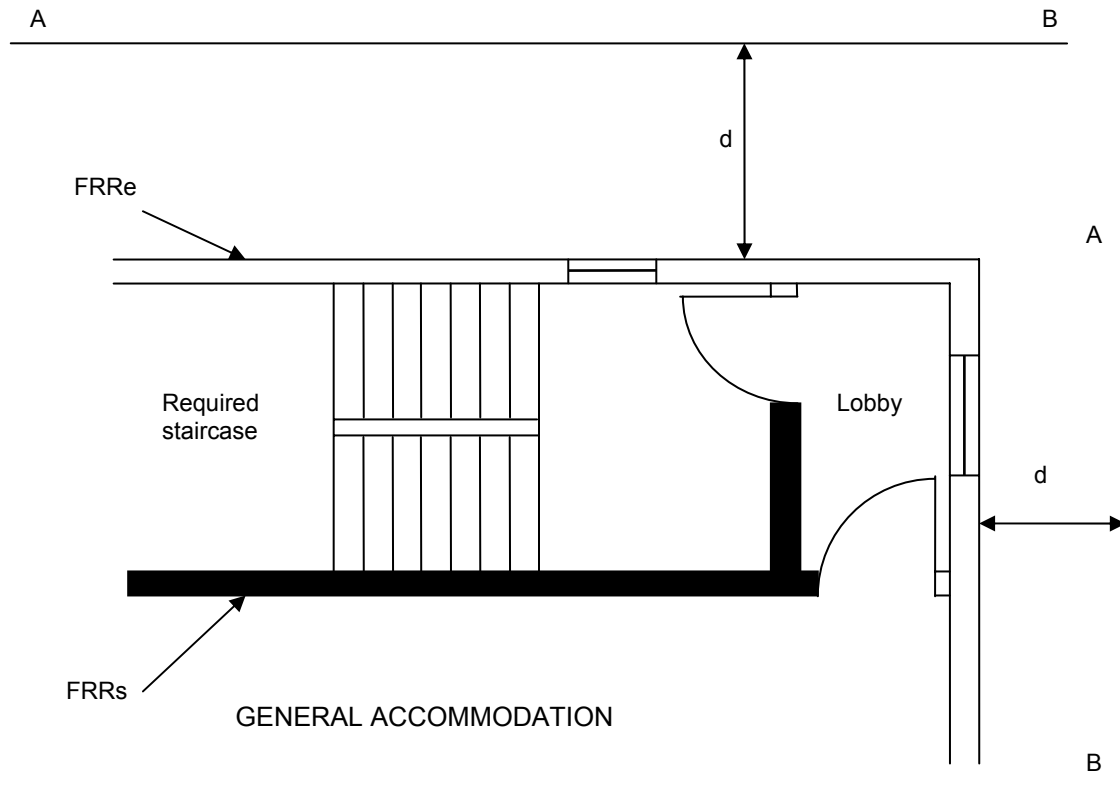 A
B
d
FRRe
A
Required
staircase
Lobby
d
FRRs
GENERAL ACCOMMODATION
B